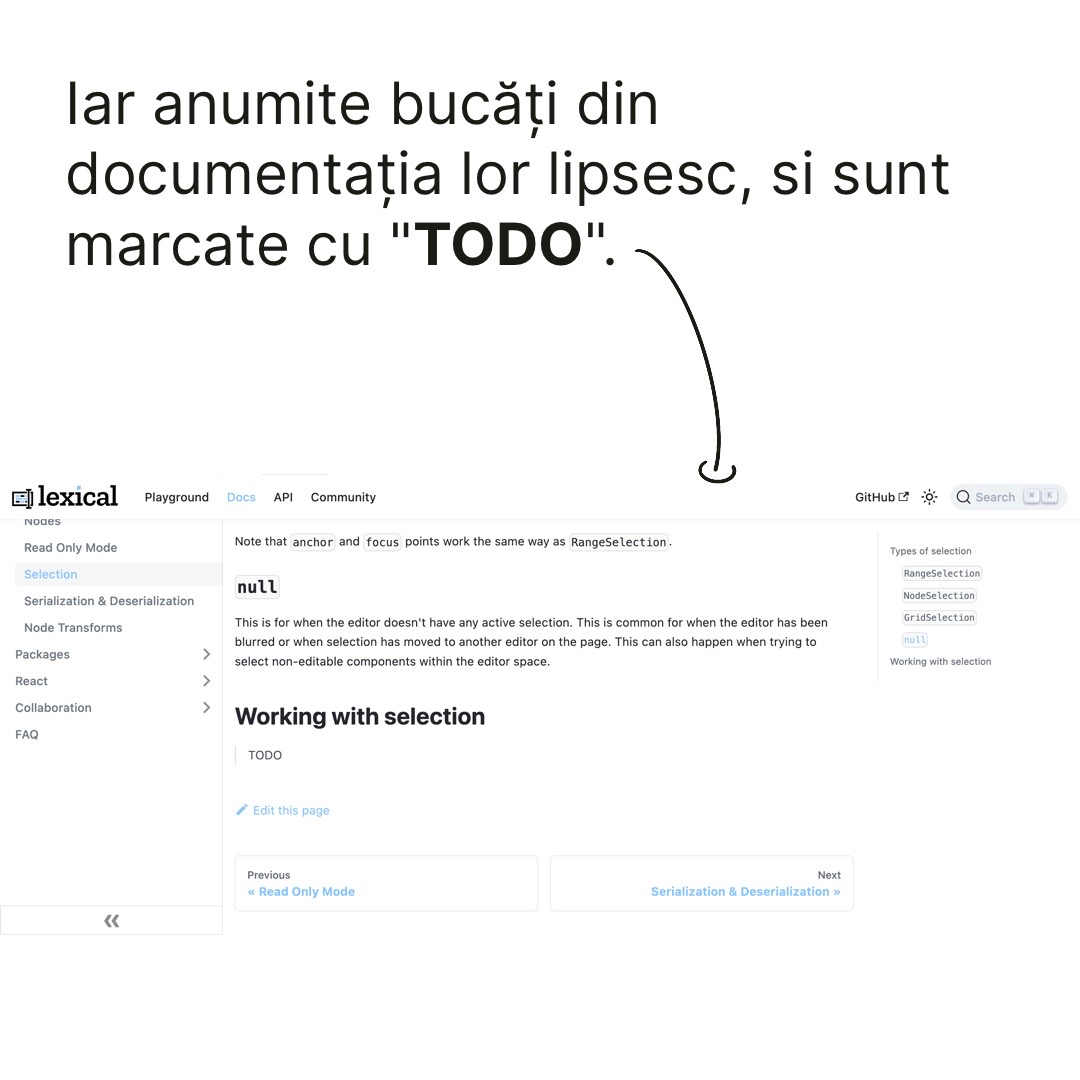 Iar anumite bucăți din
documentația lor lipsesc, si sunt
marcate cu "TODO".
lexical
Playground
Docs
API
Community
GitHub
Search ⌘ K
Nodes
Read Only Mode
Selection
Serialization & Deserialization
Node Transforms
Packages
React
Collaboration
FAQ
«
Note that anchor and focus points work the same way as RangeSelection.
null
This is for when the editor doesn't have any active selection. This is common for when the editor has been
blurred or when selection has moved to another editor on the page. This can also happen when trying to
select non-editable components within the editor space.
Working with selection
TODO
Edit this page
Previous
« Read Only Mode
Next
Serialization & Deserialization »
Types of selection
RangeSelection
NodeSelection
GridSelection
null
Working with selection